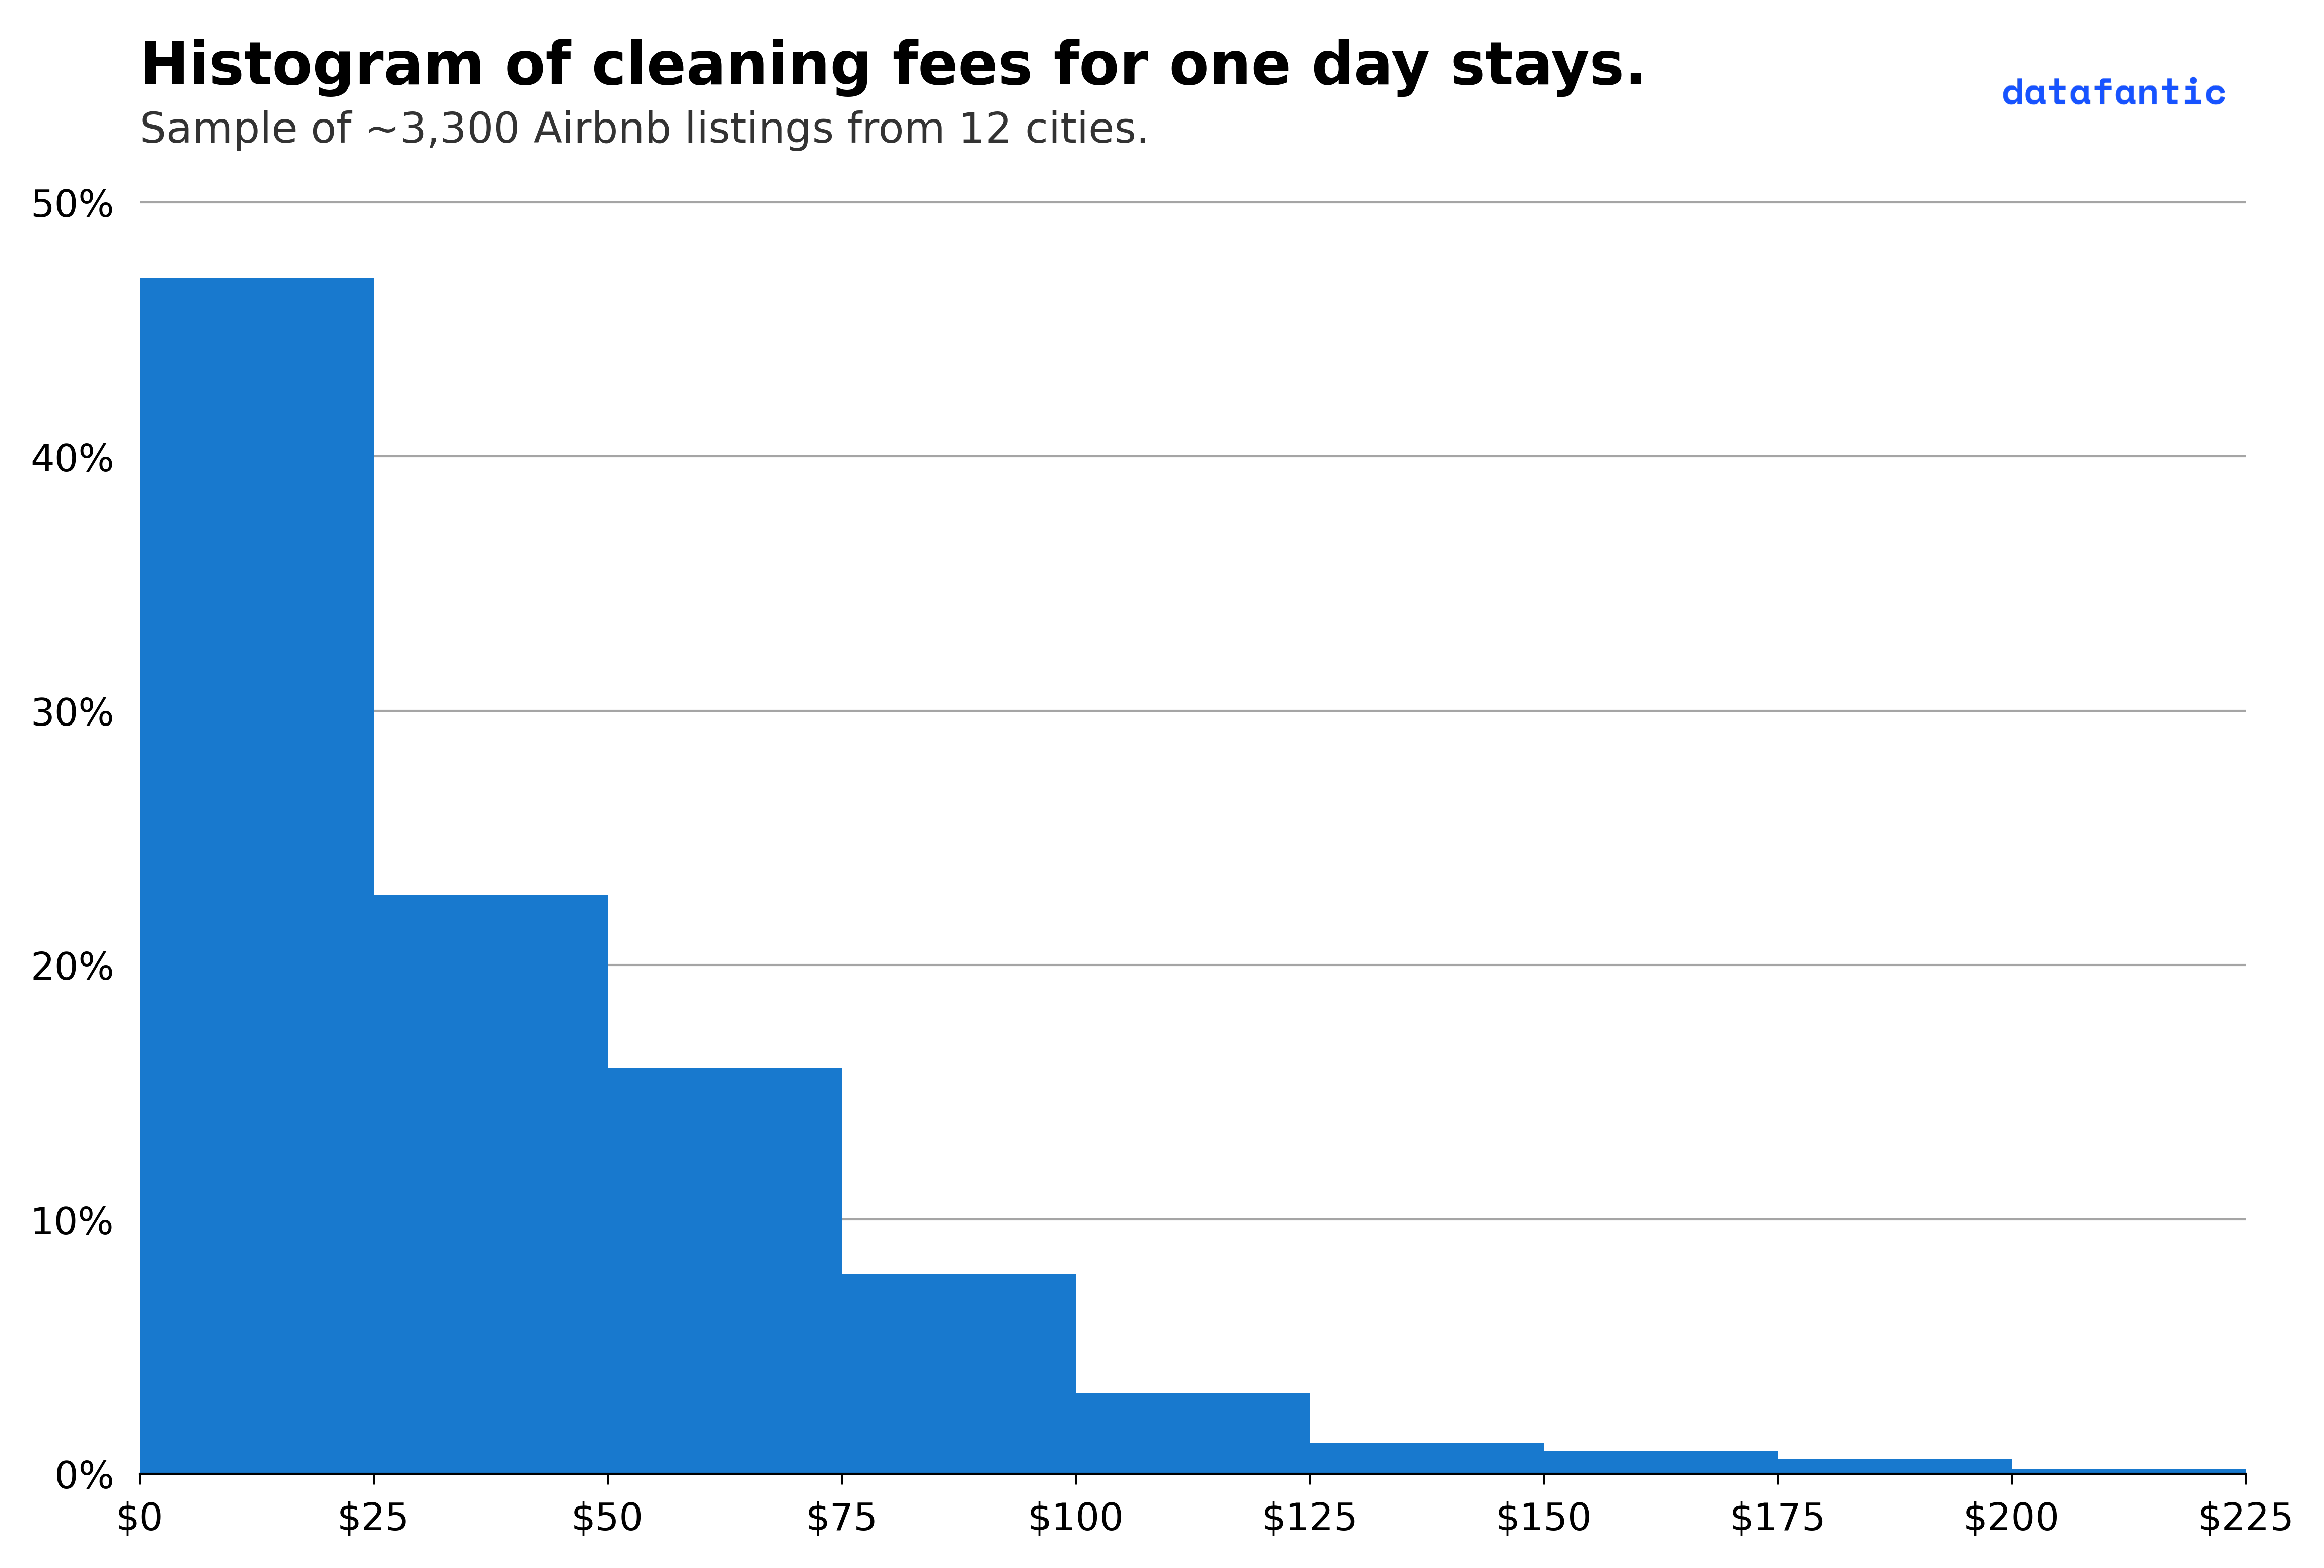 Histogram of cleaning fees for one day stays.
datafantic
Sample of ~3,300 Airbnb listings from 12 cities.
50%
40%
30%
20%
10%
0%
$0 $25 $50 $75 $100 $125 $150 $175 $200 $225